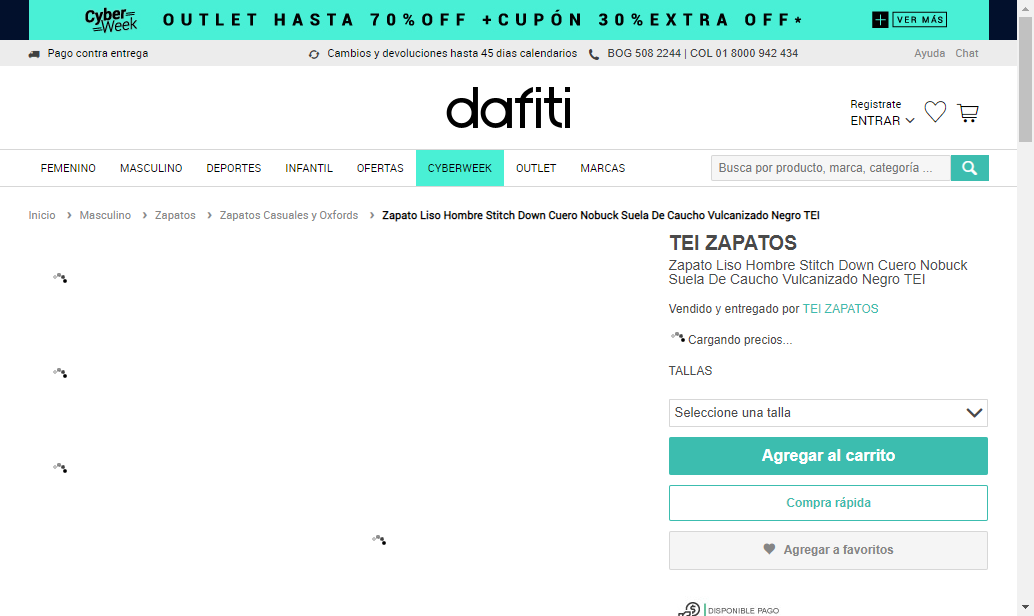 Cyber Week OUTLET HASTA 70%OFF +CUPÓN 30%EXTRA OFF* VER MÁS
Pago contra entrega Cambios y devoluciones hasta 45 dias calendarios BOG 508 2244 | COL 01 8000 942 434 Ayuda Chat
dafiti
Registrate
ENTRAR
FEMENINO MASCULINO DEPORTES INFANTIL OFERTAS CYBERWEEK OUTLET MARCAS Busca por producto, marca, categoría ...
Inicio > Masculino > Zapatos > Zapatos Casuales y Oxfords > Zapato Liso Hombre Stitch Down Cuero Nobuck Suela De Caucho Vulcanizado Negro TEI
TEI ZAPATOS
Zapato Liso Hombre Stitch Down Cuero Nobuck
Suela De Caucho Vulcanizado Negro TEI
Vendido y entregado por TEI ZAPATOS
Cargando precios...
TALLAS
Seleccione una talla
Agregar al carrito
Compra rápida
Agregar a favoritos
DISPONIBLE PAGO